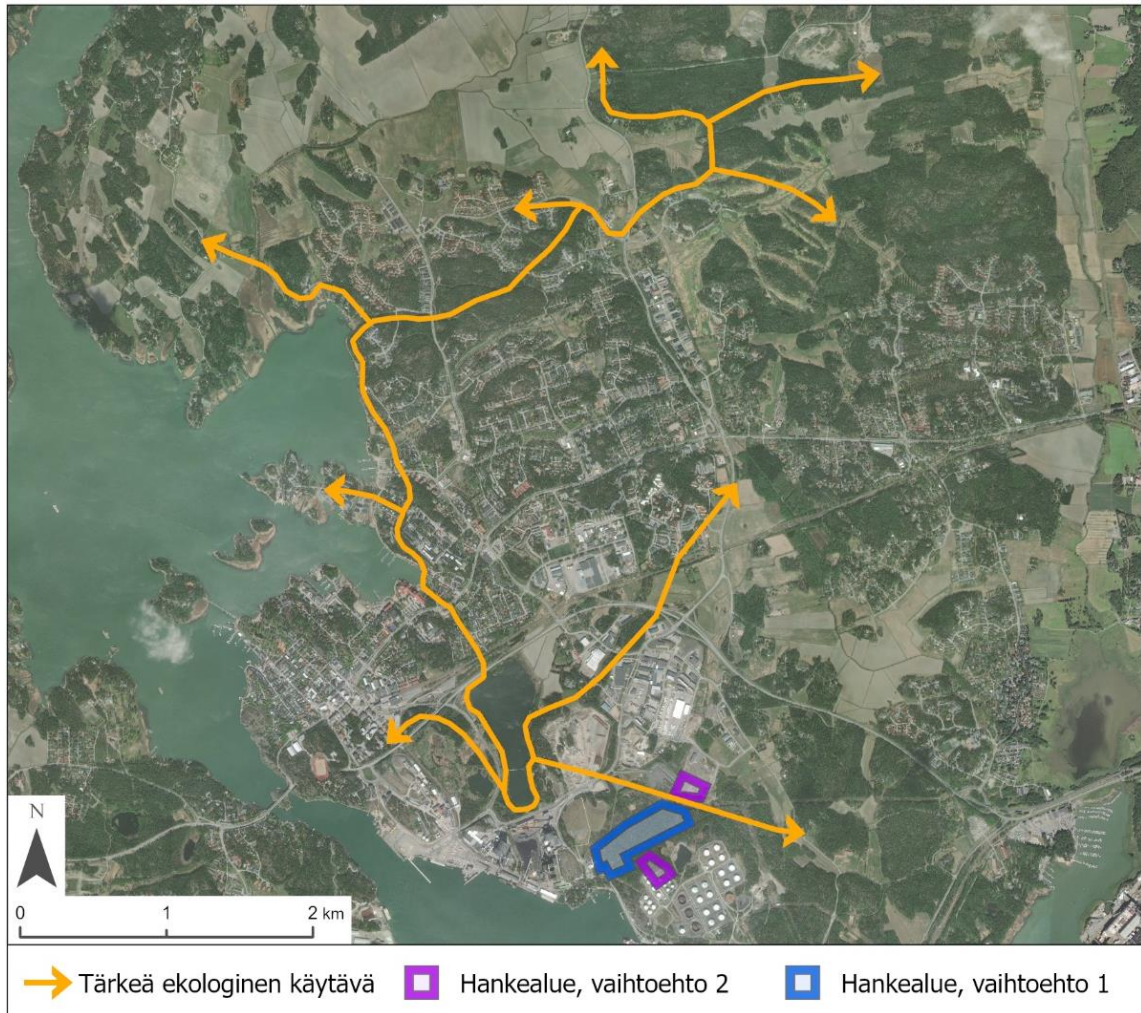 N
0 1 2 km
Tärkeä ekologinen käytävä Hankealue, vaihtoehto 2 Hankealue, vaihtoehto 1